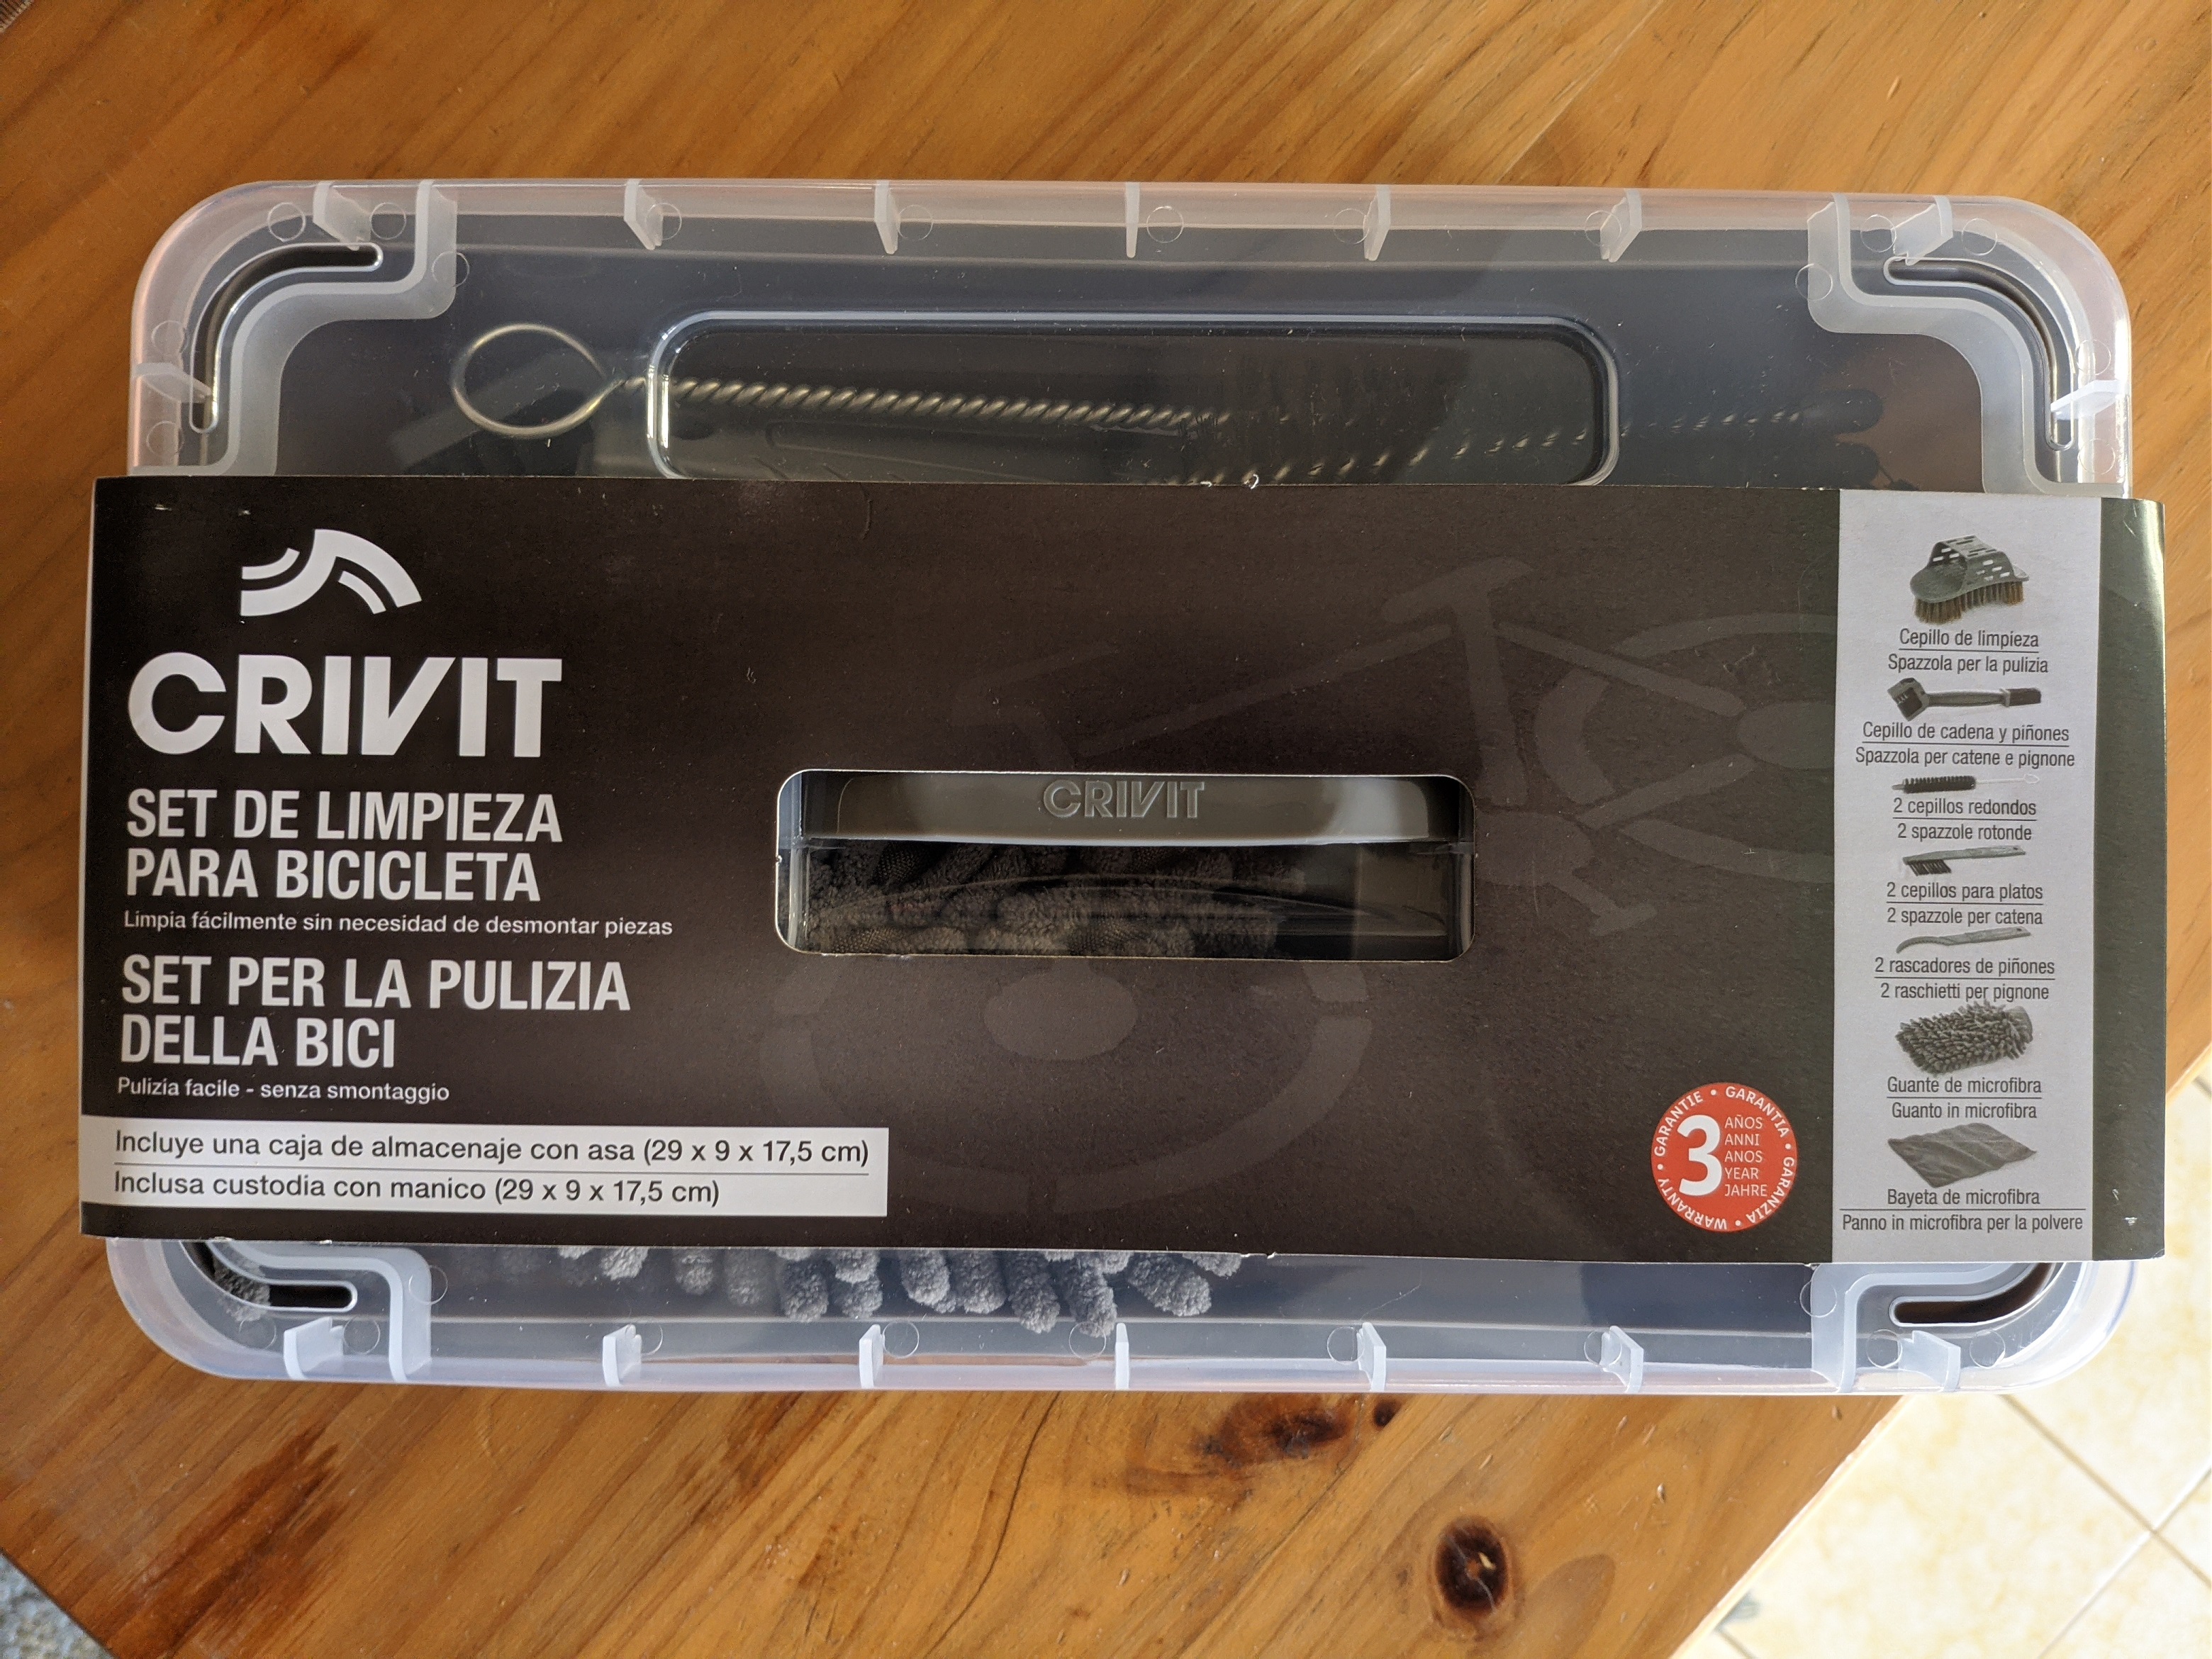 CRIVIT
SET DE LIMPIEZA
PARA BICICLETA
Limpia fácilmente sin necesidad de desmontar piezas
SET PER LA PULIZIA
DELLA BICI
Pulizia facile - senza smontaggio
Incluye una caja de almacenaje con asa (29 x 9 x 17,5 cm)
Inclusa custodia con manico (29 x 9 x 17,5 cm)
CRIVIT
GARANTIE • GARANTIA • GARANZIA • WARRANTY •
3
AÑOS
ANNI
ANOS
YEAR
JAHRE
Cepillo de limpieza
Spazzola per la pulizia
Cepillo de cadena y piñones
Spazzola per catene e pignone
2 cepillos redondos
2 spazzole rotonde
2 cepillos para platos
2 spazzole per catena
2 rascadores de piñones
2 raschietti per pignone
Guante de microfibra
Guanto in microfibra
Bayeta de microfibra
Panno in microfibra per la polvere